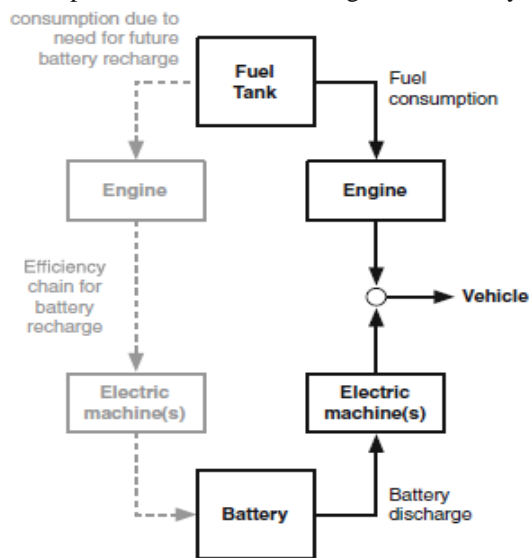 consumption due to
need for future
battery recharge
Fuel
Tank
Fuel
consumption
Engine
Engine
Efficiency
chain for
battery
recharge
Vehicle
Electric
machine(s)
Electric
machine(s)
Battery
Battery
discharge